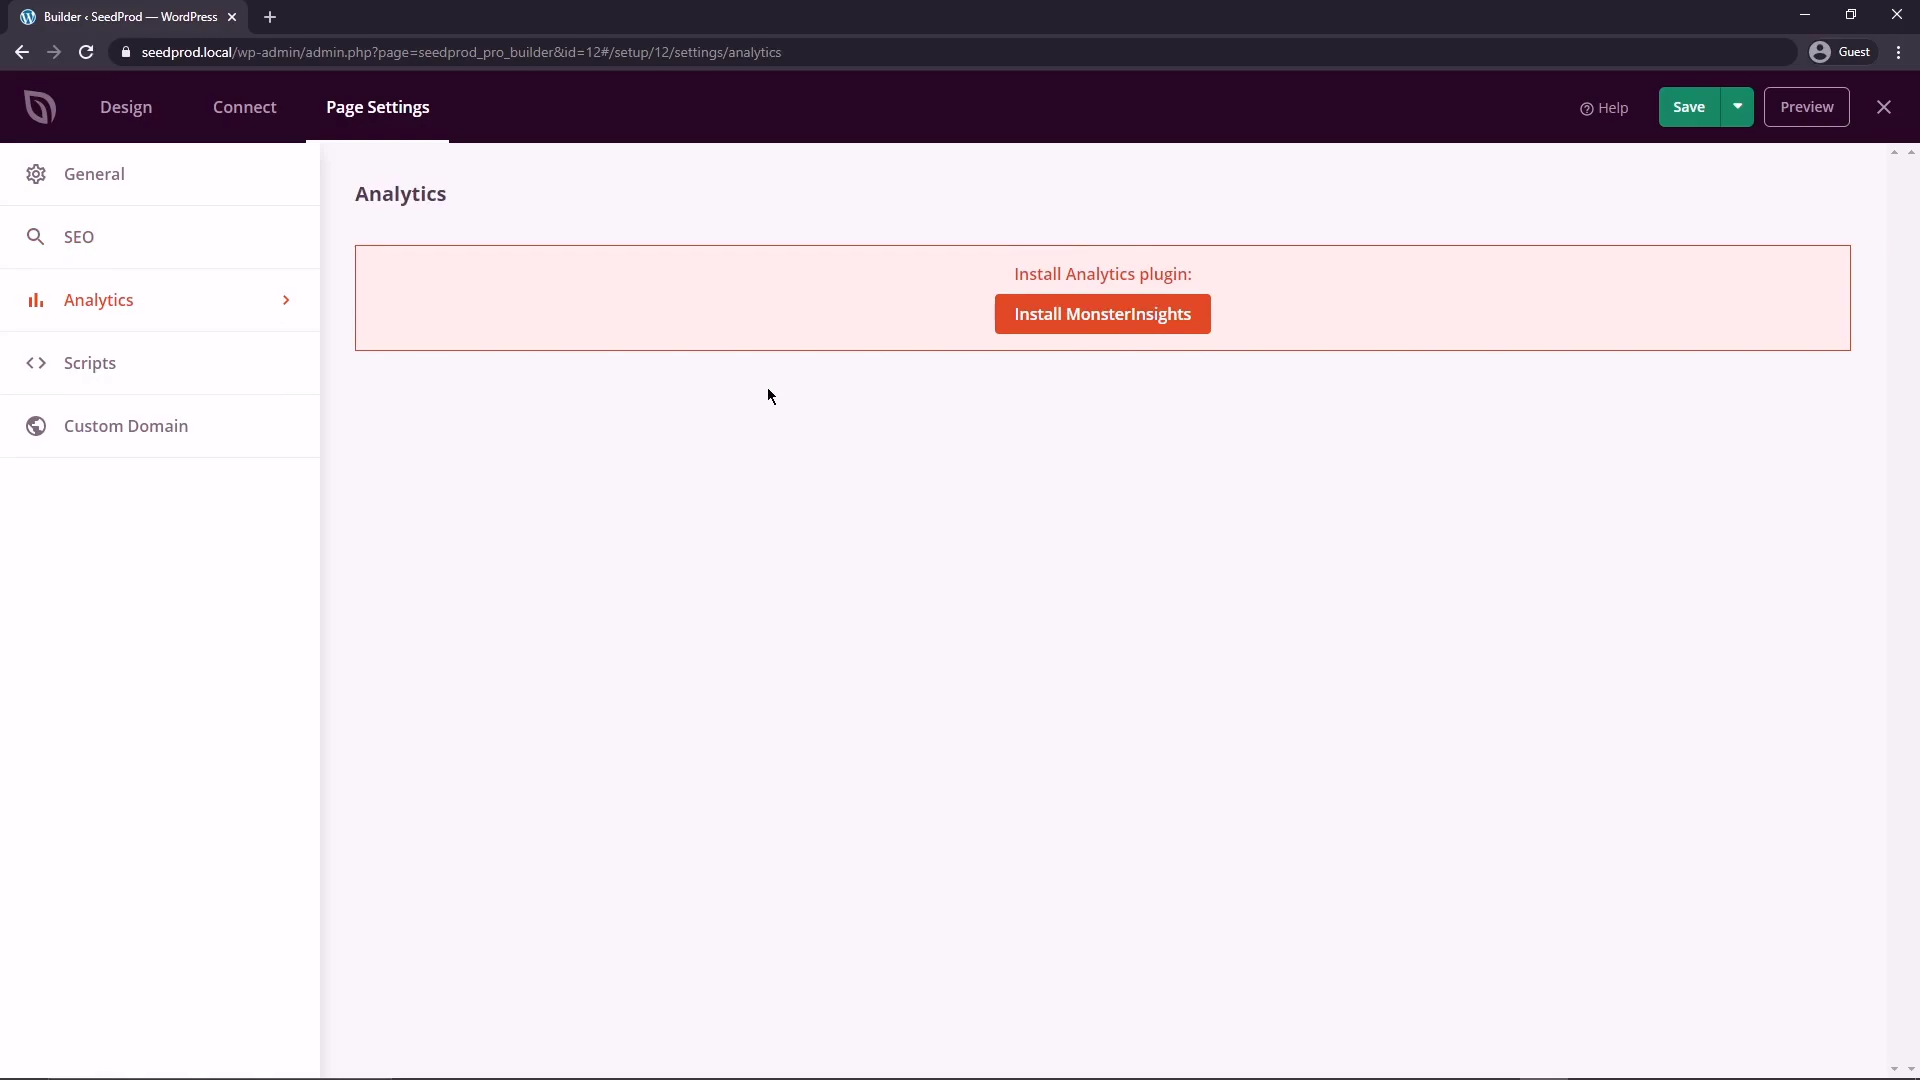 Builder ‹ SeedProd — WordPress
seedprod.local/wp-admin/admin.php?page=seedprod_pro_builder&id=12#/setup/12/settings/analytics
Guest
Design
Connect
Page Settings
Help
Save
Preview
General
SEO
Analytics
Scripts
Custom Domain
Analytics
Install Analytics plugin:
Install MonsterInsights